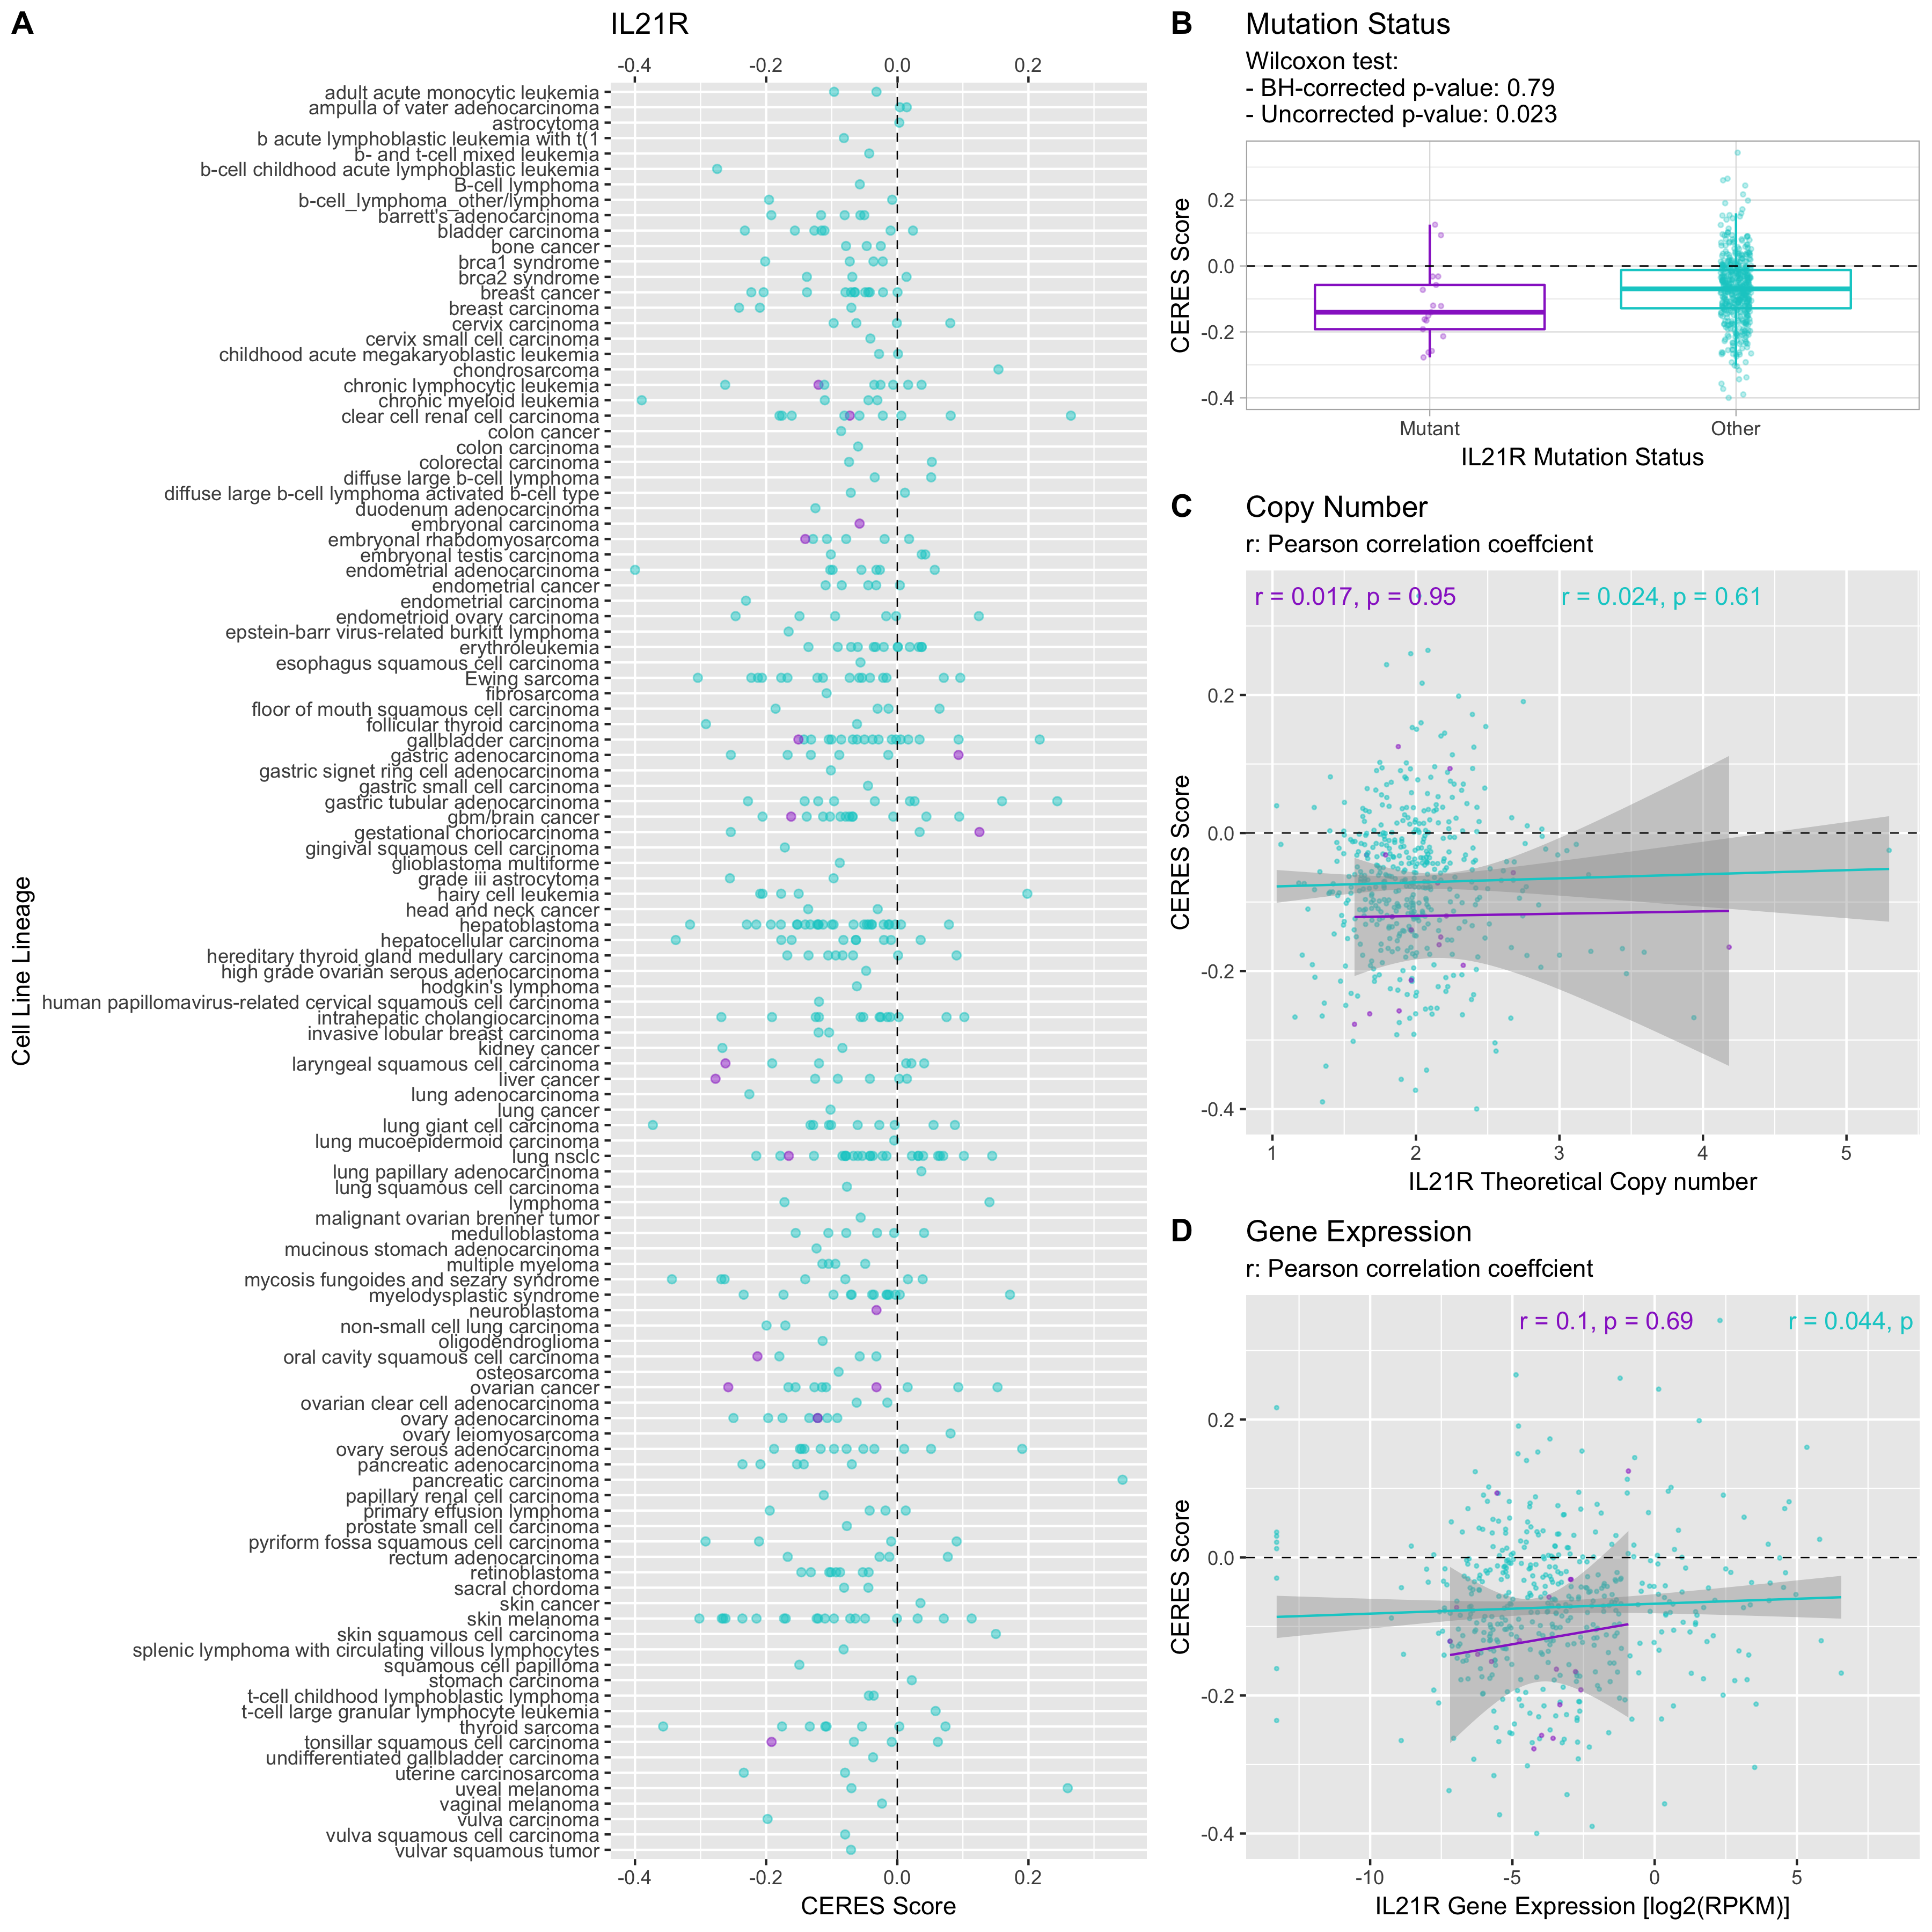 A
IL21R
-0.4 -0.2 0.0 0.2
adult acute monocytic leukemia
ampulla of vater adenocarcinoma
astrocytoma
b acute lymphoblastic leukemia with t(1
b- and t-cell mixed leukemia
b-cell childhood acute lymphoblastic leukemia
B-cell lymphoma
b-cell_lymphoma_other/lymphoma
barrett's adenocarcinoma
bladder carcinoma
bone cancer
brca1 syndrome
brca2 syndrome
breast cancer
breast carcinoma
cervix carcinoma
cervix small cell carcinoma
childhood acute megakaryoblastic leukemia
chondrosarcoma
chronic lymphocytic leukemia
chronic myeloid leukemia
clear cell renal cell carcinoma
colon cancer
colon carcinoma
colorectal carcinoma
diffuse large b-cell lymphoma
diffuse large b-cell lymphoma activated b-cell type
duodenum adenocarcinoma
embryonal carcinoma
embryonal rhabdomyosarcoma
embryonal testis carcinoma
endometrial adenocarcinoma
endometrial cancer
endometrial carcinoma
endometrioid ovary carcinoma
epstein-barr virus-related burkitt lymphoma
erythroleukemia
esophagus squamous cell carcinoma
Ewing sarcoma
fibrosarcoma
floor of mouth squamous cell carcinoma
follicular thyroid carcinoma
gallbladder carcinoma
gastric adenocarcinoma
gastric signet ring cell adenocarcinoma
gastric small cell carcinoma
gastric tubular adenocarcinoma
gbm/brain cancer
gestational choriocarcinoma
gingival squamous cell carcinoma
glioblastoma multiforme
grade iii astrocytoma
hairy cell leukemia
head and neck cancer
hepatoblastoma
hepatocellular carcinoma
hereditary thyroid gland medullary carcinoma
high grade ovarian serous adenocarcinoma
hodgkin's lymphoma
human papillomavirus-related cervical squamous cell carcinoma
intrahepatic cholangiocarcinoma
invasive lobular breast carcinoma
kidney cancer
laryngeal squamous cell carcinoma
liver cancer
lung adenocarcinoma
lung cancer
lung giant cell carcinoma
lung mucoepidermoid carcinoma
lung nsclc
lung papillary adenocarcinoma
lung squamous cell carcinoma
lymphoma
malignant ovarian brenner tumor
medulloblastoma
mucinous stomach adenocarcinoma
multiple myeloma
mycosis fungoides and sezary syndrome
myelodysplastic syndrome
neuroblastoma
non-small cell lung carcinoma
oligodendroglioma
oral cavity squamous cell carcinoma
osteosarcoma
ovarian cancer
ovarian clear cell adenocarcinoma
ovary adenocarcinoma
ovary leiomyosarcoma
ovary serous adenocarcinoma
pancreatic adenocarcinoma
pancreatic carcinoma
papillary renal cell carcinoma
primary effusion lymphoma
prostate small cell carcinoma
pyriform fossa squamous cell carcinoma
rectum adenocarcinoma
retinoblastoma
sacral chordoma
skin cancer
skin melanoma
skin squamous cell carcinoma
splenic lymphoma with circulating villous lymphocytes
squamous cell papilloma
stomach carcinoma
t-cell childhood lymphoblastic lymphoma
t-cell large granular lymphocyte leukemia
thyroid sarcoma
tonsillar squamous cell carcinoma
undifferentiated gallbladder carcinoma
uterine carcinosarcoma
uveal melanoma
vaginal melanoma
vulva carcinoma
vulva squamous cell carcinoma
vulvar squamous tumor
-0.4 -0.2 0.0 0.2
CERES Score
Cell Line Lineage
B
Mutation Status
Wilcoxon test:
- BH-corrected p-value: 0.79
- Uncorrected p-value: 0.023
0.2
0.0
-0.2
-0.4
CERES Score
Mutant Other
IL21R Mutation Status
C
Copy Number
r: Pearson correlation coeffcient
r = 0.017, p = 0.95 r = 0.024, p = 0.61
0.2
0.0
-0.2
-0.4
CERES Score
1 2 3 4 5
IL21R Theoretical Copy number
D
Gene Expression
r: Pearson correlation coeffcient
r = 0.1, p = 0.69 r = 0.044, p
0.2
0.0
-0.2
-0.4
CERES Score
-10 -5 0 5
IL21R Gene Expression [log2(RPKM)]